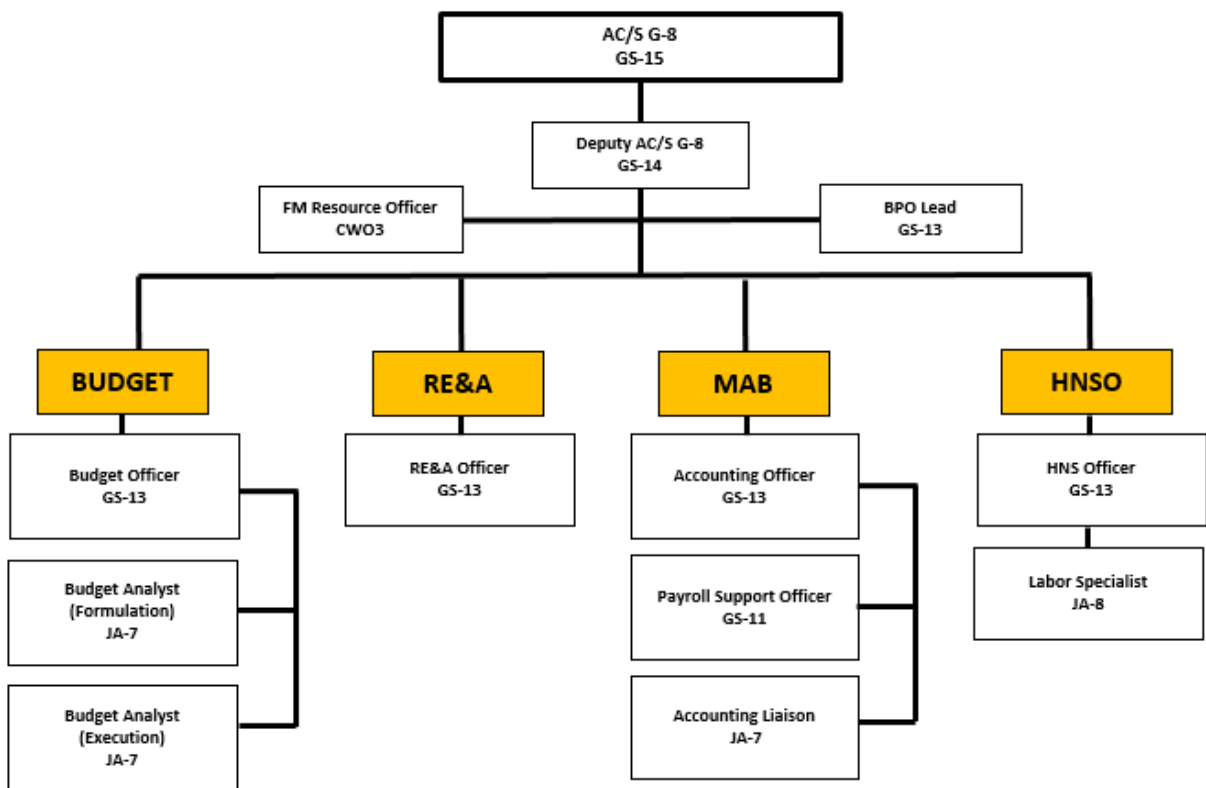 AC/S G-8
GS-15
Deputy AC/S G-8
GS-14
FM Resource Officer
CWO3
BPO Lead
GS-13
BUDGET
RE&A
MAB
HNSO
Budget Officer
GS-13
RE&A Officer
GS-13
Accounting Officer
GS-13
HNS Officer
GS-13
Budget Analyst
(Formulation)
JA-7
Payroll Support Officer
GS-11
Labor Specialist
JA-8
Budget Analyst
(Execution)
JA-7
Accounting Liaison
JA-7